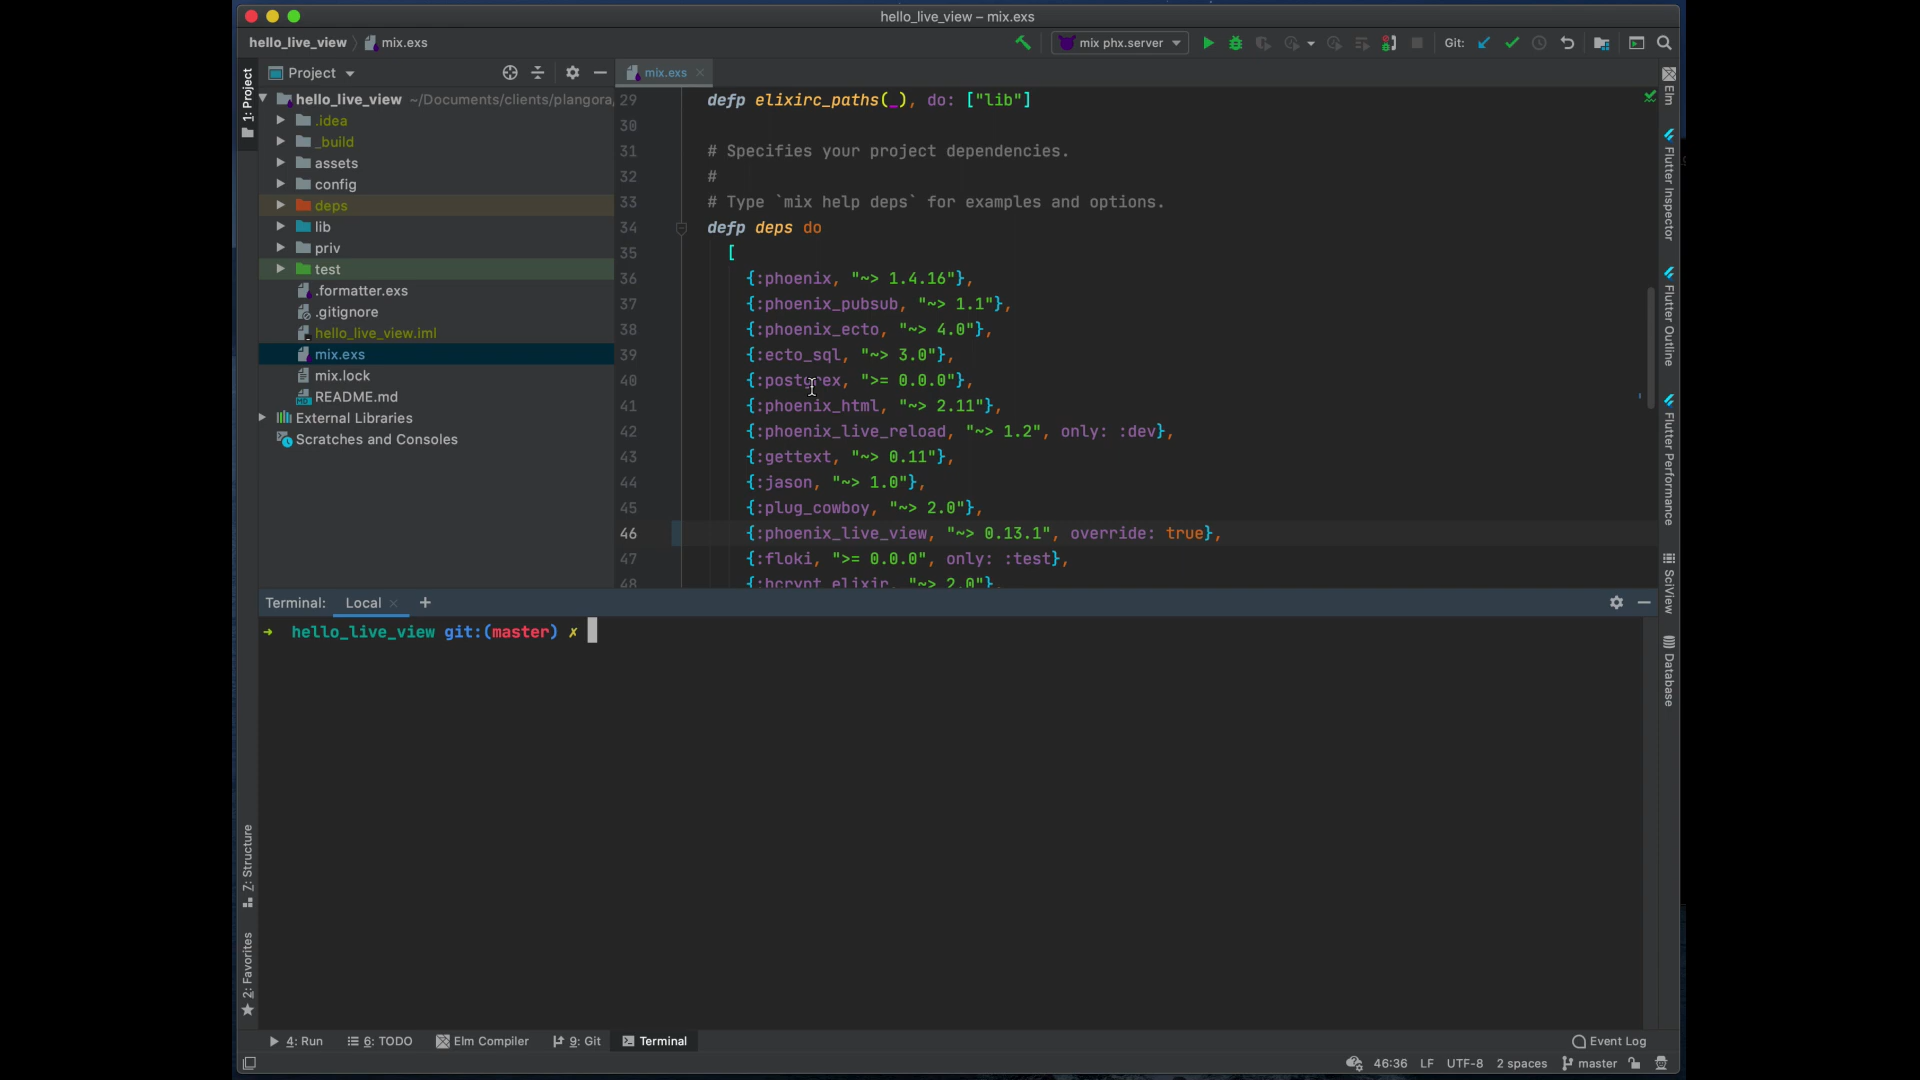 hello_live_view – mix.exs
hello_live_view
mix.exs
mix phx.server
Git:
1: Project
Project
mix.exs
hello_live_view ~/Documents/clients/plangora
.idea
_build
assets
config
deps
lib
priv
test
.formatter.exs
.gitignore
hello_live_view.iml
mix.exs
mix.lock
README.md
External Libraries
Scratches and Consoles
29 defp elixirc_paths(_), do: ["lib"]
30
31 # Specifies your project dependencies.
32 #
33 # Type `mix help deps` for examples and options.
34 defp deps do
35 [
36 {:phoenix, "~> 1.4.16"},
37 {:phoenix_pubsub, "~> 1.1"},
38 {:phoenix_ecto, "~> 4.0"},
39 {:ecto_sql, "~> 3.0"},
40 {:postgrex, ">= 0.0.0"},
41 {:phoenix_html, "~> 2.11"},
42 {:phoenix_live_reload, "~> 1.2", only: :dev},
43 {:gettext, "~> 0.11"},
44 {:jason, "~> 1.0"},
45 {:plug_cowboy, "~> 2.0"},
46 {:phoenix_live_view, "~> 0.13.1", override: true},
47 {:floki, ">= 0.0.0", only: :test},
48 {:bcrypt_elixir, "~> 2.0"},
Elm
Flutter Inspector
Flutter Outline
Flutter Performance
SciView
Database
Terminal: Local
➜ hello_live_view git:(master) ✗
Z: Structure
2: Favorites
4: Run
6: TODO
Elm Compiler
9: Git
Terminal
Event Log
46:36 LF UTF-8 2 spaces master